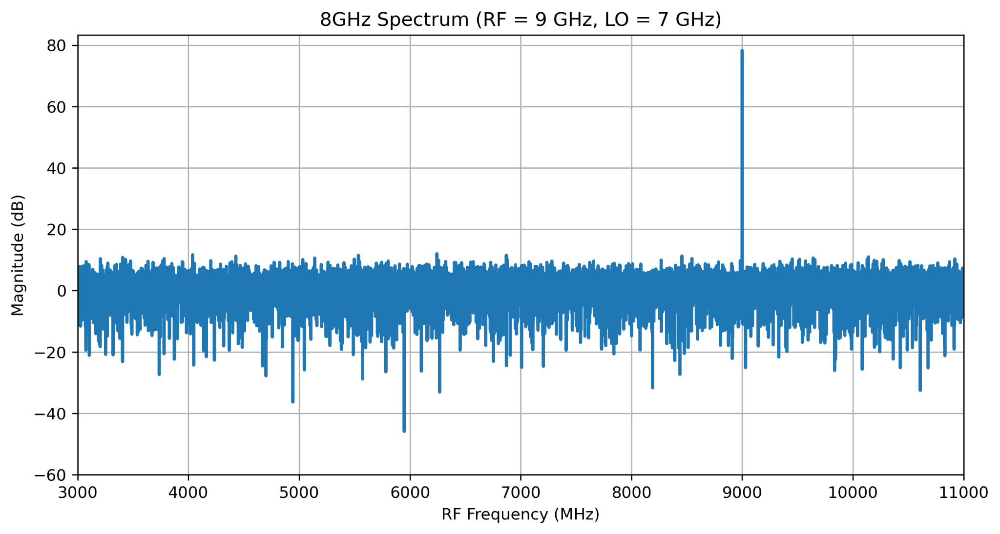 8GHz Spectrum (RF = 9 GHz, LO = 7 GHz)
Magnitude (dB)
80
60
40
20
0
−20
−40
−60
3000 4000 5000 6000 7000 8000 9000 10000 11000
RF Frequency (MHz)